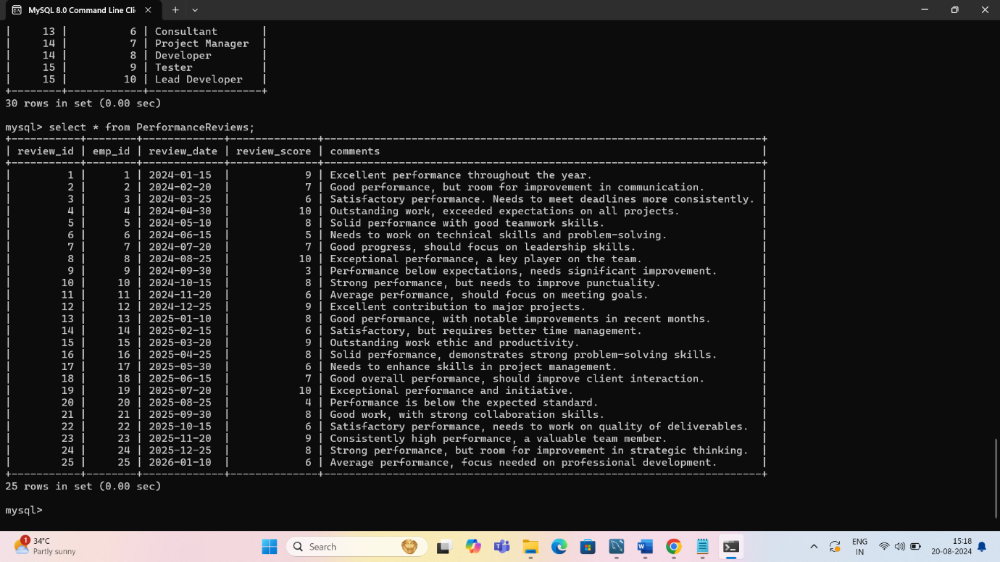 MySQL 8.0 Command Line Cli
| 13 | 6 | Consultant |
| 14 | 7 | Project Manager |
| 14 | 8 | Developer |
| 15 | 9 | Tester |
| 15 | 10 | Lead Developer |
+--------+------------+------------------+
30 rows in set (0.00 sec)
mysql> select * from PerformanceReviews;
+-----------+--------+-------------+--------------+----------------------------------------------------------------------+
| review_id | emp_id | review_date | review_score | comments |
+-----------+--------+-------------+--------------+----------------------------------------------------------------------+
| 1 | 1 | 2024-01-15 | 9 | Excellent performance throughout the year. |
| 2 | 2 | 2024-02-20 | 7 | Good performance, but room for improvement in communication. |
| 3 | 3 | 2024-03-25 | 6 | Satisfactory performance. Needs to meet deadlines more consistently. |
| 4 | 4 | 2024-04-30 | 10 | Outstanding work, exceeded expectations on all projects. |
| 5 | 5 | 2024-05-10 | 8 | Solid performance with good teamwork skills. |
| 6 | 6 | 2024-06-15 | 5 | Needs to work on technical skills and problem-solving. |
| 7 | 7 | 2024-07-20 | 7 | Good progress, should focus on leadership skills. |
| 8 | 8 | 2024-08-25 | 10 | Exceptional performance, a key player on the team. |
| 9 | 9 | 2024-09-30 | 3 | Performance below expectations, needs significant improvement. |
| 10 | 10 | 2024-10-15 | 8 | Strong performance, but needs to improve punctuality. |
| 11 | 11 | 2024-11-20 | 6 | Average performance, should focus on meeting goals. |
| 12 | 12 | 2024-12-25 | 9 | Excellent contribution to major projects. |
| 13 | 13 | 2025-01-10 | 8 | Good performance, with notable improvements in recent months. |
| 14 | 14 | 2025-02-15 | 6 | Satisfactory, but requires better time management. |
| 15 | 15 | 2025-03-20 | 9 | Outstanding work ethic and productivity. |
| 16 | 16 | 2025-04-25 | 8 | Solid performance, demonstrates strong problem-solving skills. |
| 17 | 17 | 2025-05-30 | 6 | Needs to enhance skills in project management. |
| 18 | 18 | 2025-06-15 | 7 | Good overall performance, should improve client interaction. |
| 19 | 19 | 2025-07-20 | 10 | Exceptional performance and initiative. |
| 20 | 20 | 2025-08-25 | 4 | Performance is below the expected standard. |
| 21 | 21 | 2025-09-30 | 8 | Good work, with strong collaboration skills. |
| 22 | 22 | 2025-10-15 | 6 | Satisfactory performance, needs to work on quality of deliverables. |
| 23 | 23 | 2025-11-20 | 9 | Consistently high performance, a valuable team member. |
| 24 | 24 | 2025-12-25 | 8 | Strong performance, but room for improvement in strategic thinking. |
| 25 | 25 | 2026-01-10 | 6 | Average performance, focus needed on professional development. |
+-----------+--------+-------------+--------------+----------------------------------------------------------------------+
25 rows in set (0.00 sec)
mysql>
1
34°C
Partly sunny
Search
ENG
IN
15:18
20-08-2024